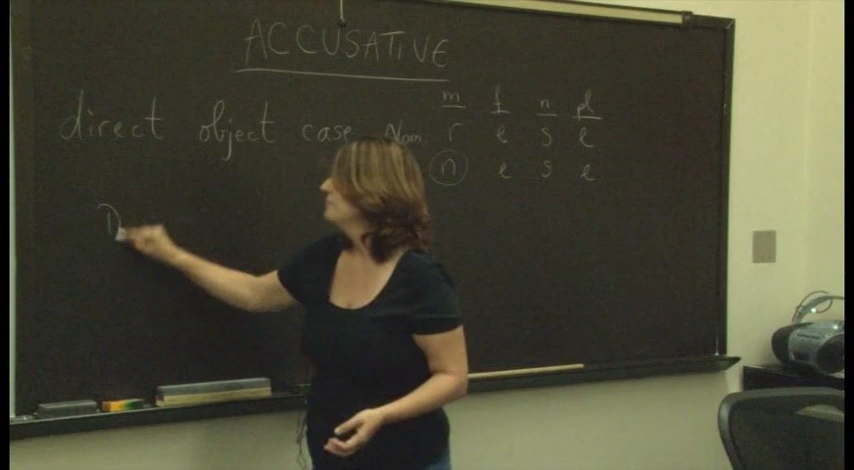 ACCUSATIVE
m f n pl
direct object case Nom r e s e
n e s e
D